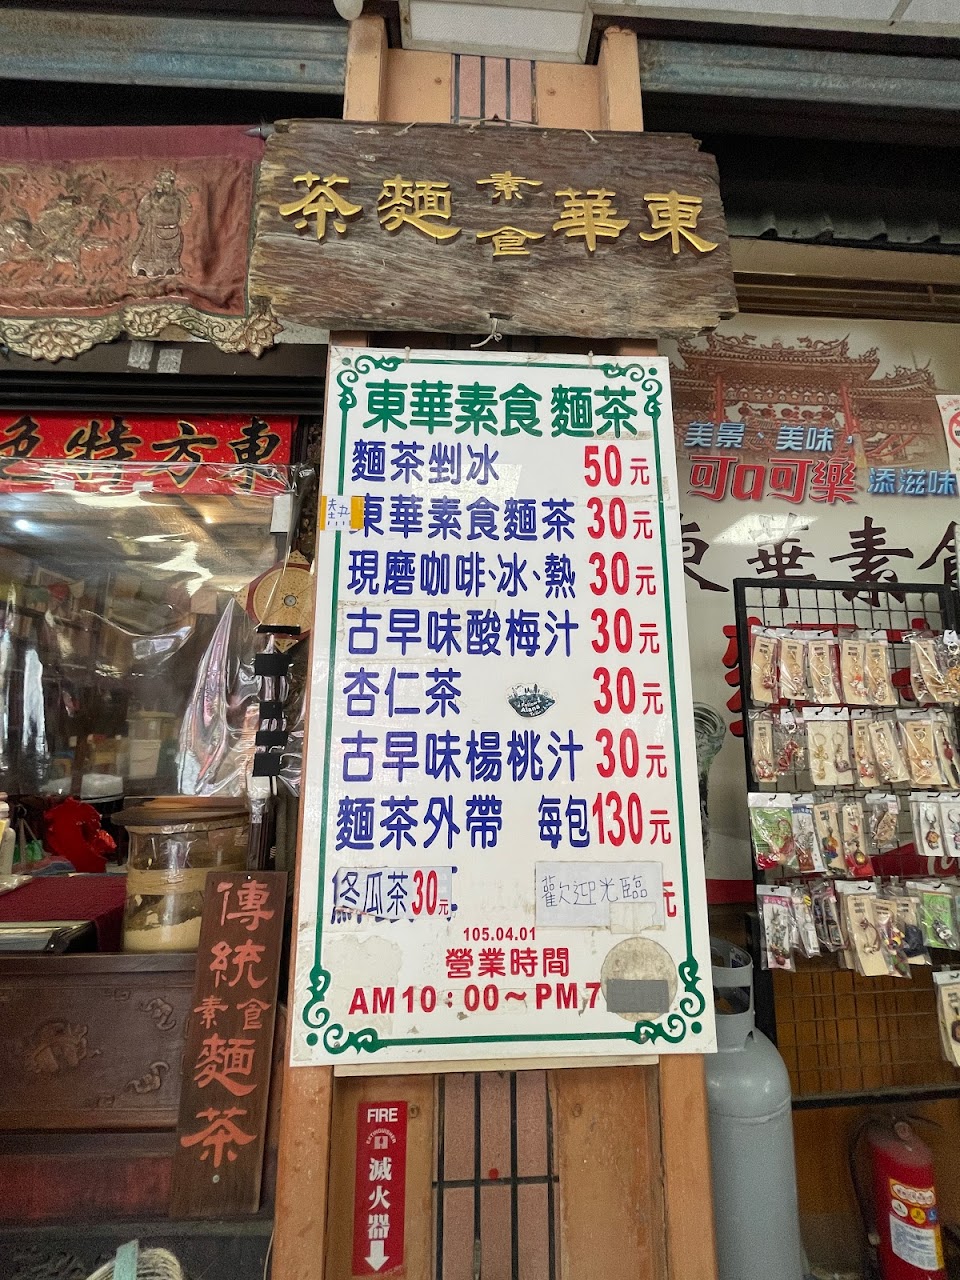 東華素食麵茶
東方特色
東華素食麵茶
麵茶剉冰 50元
熱 東華素食麵茶 30元
現磨咖啡、冰、熱 30元
古早味酸梅汁 30元
杏仁茶 30元
古早味楊桃汁 30元
麵茶外帶 每包130元
冬瓜茶30元 歡迎光臨 元
105.04.01
營業時間
AM10：00～PM7
美景、美味，
可口可樂 添滋味
東華素食
傳統素食麵茶
FIRE
EXTINGUISHER
滅火器